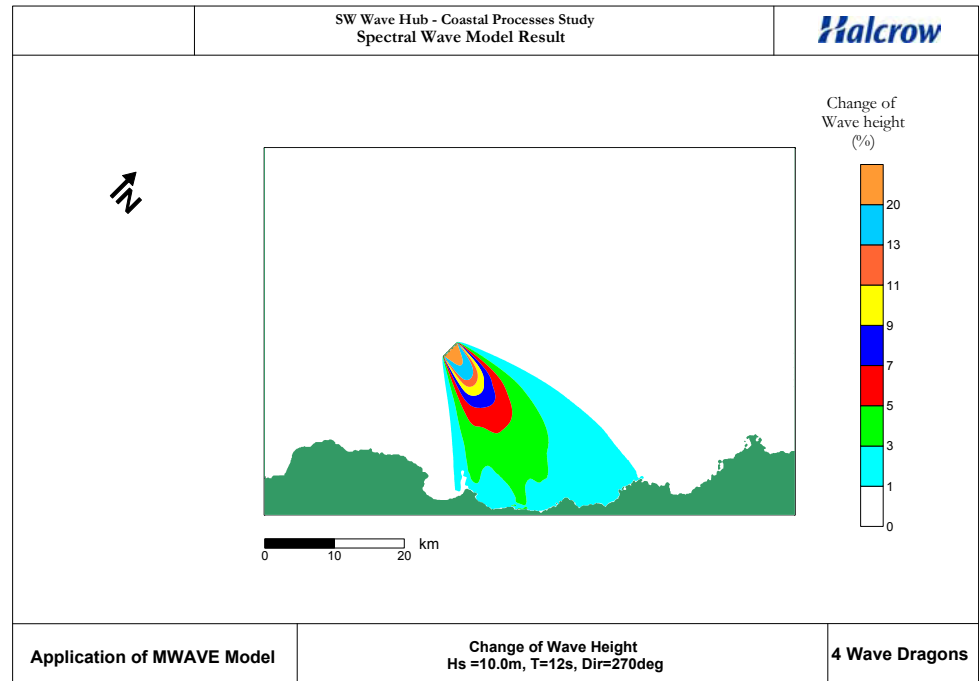 SW Wave Hub - Coastal Processes Study
Spectral Wave Model Result
Halcrow
Change of
Wave height
(%)
N
20
13
11
9
7
5
3
1
0
km
0 10 20
Application of MWAVE Model
Change of Wave Height
Hs =10.0m, T=12s, Dir=270deg
4 Wave Dragons